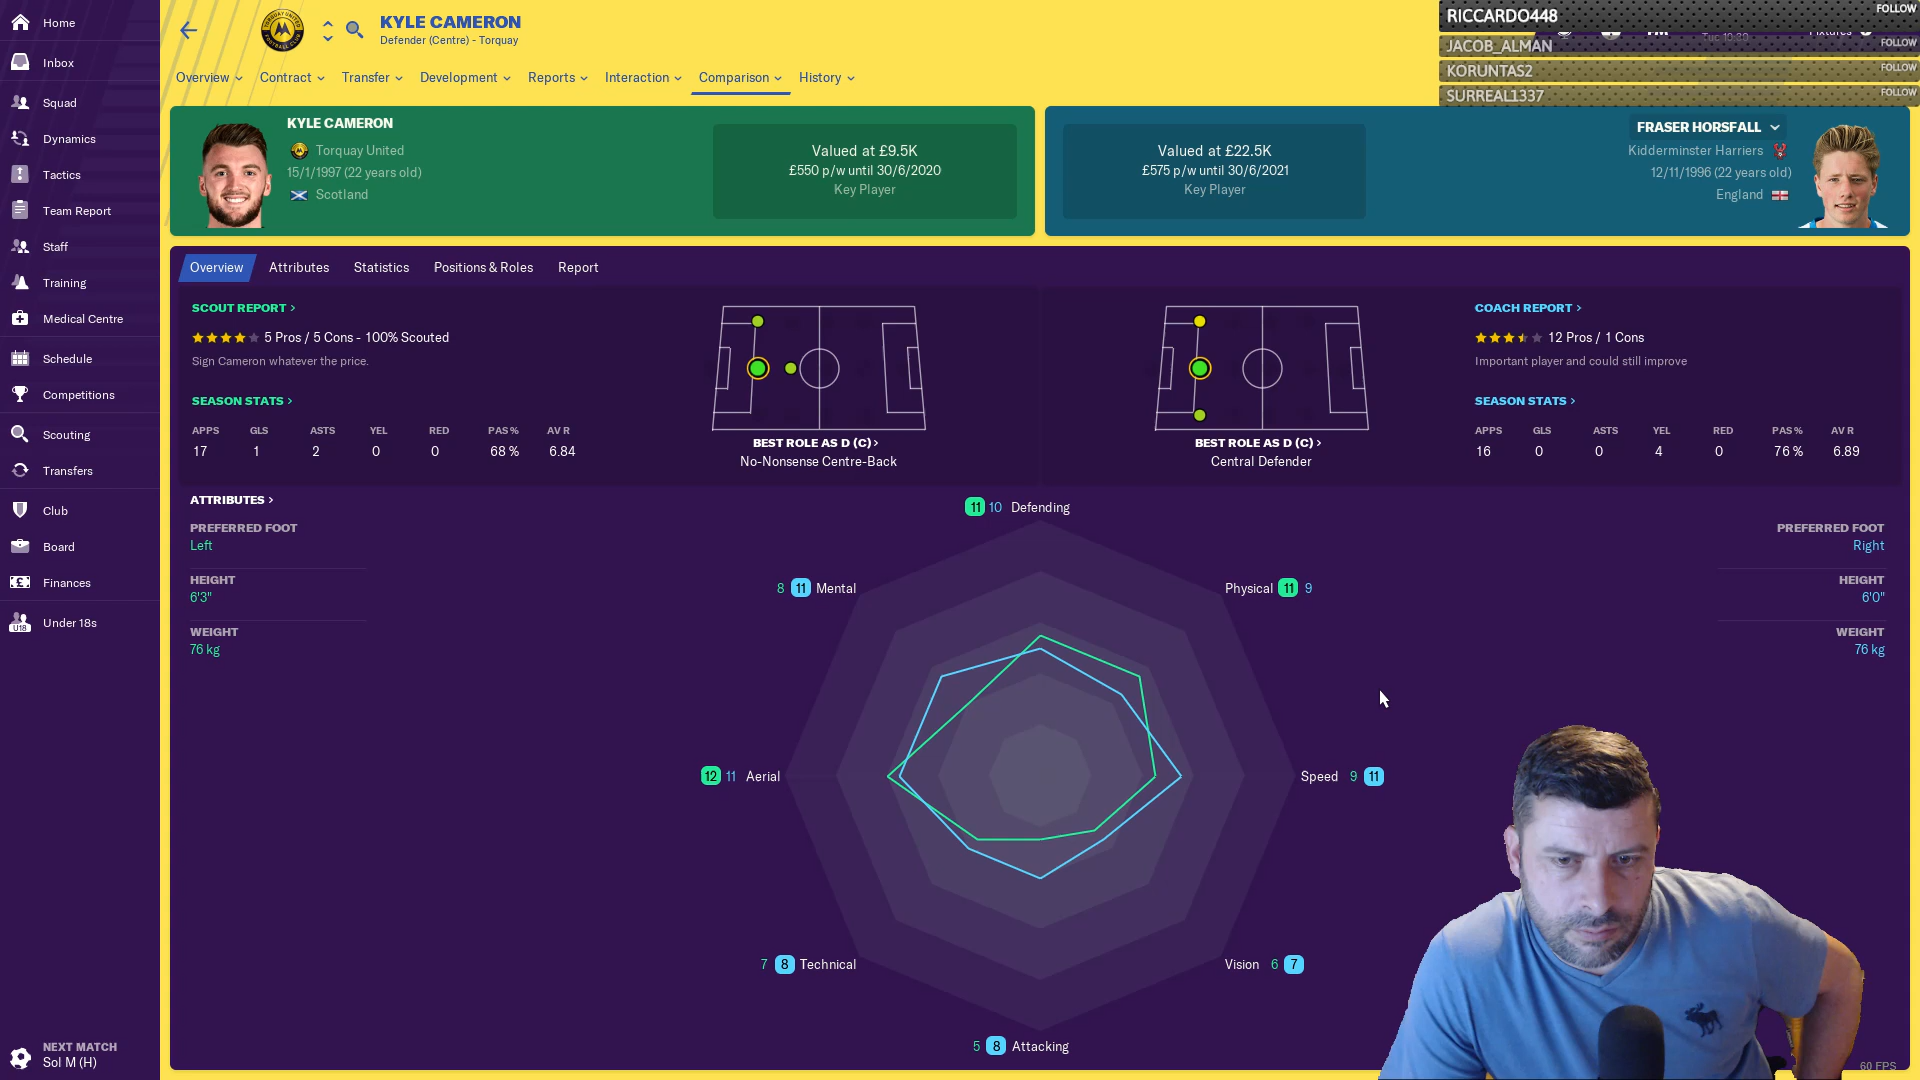 Home
Inbox
Squad
Dynamics
Tactics
Team Report
Staff
Training
Medical Centre
Schedule
Competitions
Scouting
Transfers
Club
Board
Finances
U18
Under 18s
NEXT MATCH
Sol M (H)
KYLE CAMERON
Defender (Centre) - Torquay
Overview
Contract
Transfer
Development
Reports
Interaction
Comparison
History
RICCARDO448 FOLLOW
JACOB_ALMAN FOLLOW
KORUNTAS2 FOLLOW
SURREAL1337 FOLLOW
KYLE CAMERON
Torquay United
15/1/1997 (22 years old)
Scotland
Valued at £9.5K
£550 p/w until 30/6/2020
Key Player
Valued at £22.5K
£575 p/w until 30/6/2021
Key Player
FRASER HORSFALL
Kidderminster Harriers
12/11/1996 (22 years old)
England
Overview
Attributes
Statistics
Positions & Roles
Report
SCOUT REPORT >
5 Pros / 5 Cons - 100% Scouted
Sign Cameron whatever the price.
SEASON STATS >
APPS GLS ASTS YEL RED PAS % AV R
17 1 2 0 0 68 % 6.84
BEST ROLE AS D (C) >
No-Nonsense Centre-Back
BEST ROLE AS D (C) >
Central Defender
COACH REPORT >
12 Pros / 1 Cons
Important player and could still improve
SEASON STATS >
APPS GLS ASTS YEL RED PAS % AV R
16 0 0 4 0 76 % 6.89
ATTRIBUTES >
PREFERRED FOOT
Left
HEIGHT
6'3"
WEIGHT
76 kg
11 10 Defending
8 11 Mental
Physical 11 9
12 11 Aerial
Speed 9 11
7 8 Technical
Vision 6 7
5 8 Attacking
PREFERRED FOOT
Right
HEIGHT
6'0"
WEIGHT
76 kg
60 FPS